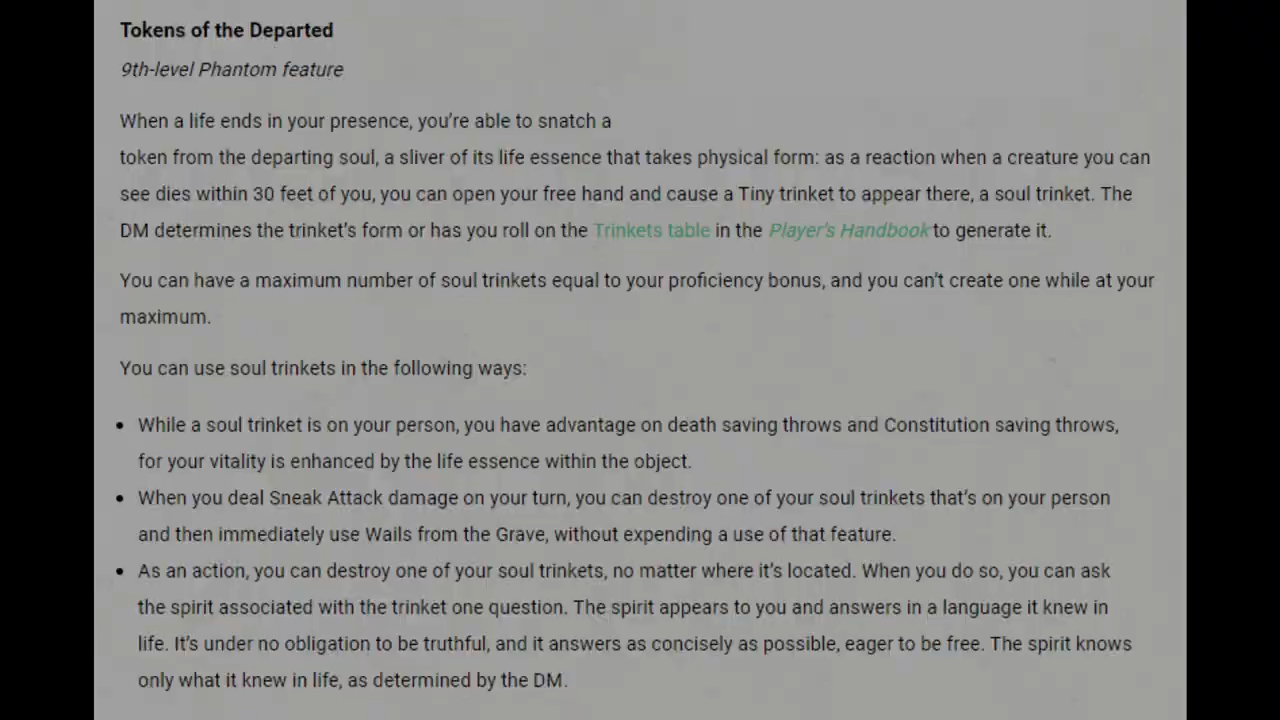 Tokens of the Departed
9th-level Phantom feature
When a life ends in your presence, you're able to snatch a
token from the departing soul, a sliver of its life essence that takes physical form: as a reaction when a creature you can
see dies within 30 feet of you, you can open your free hand and cause a Tiny trinket to appear there, a soul trinket. The
DM determines the trinket's form or has you roll on the Trinkets table in the Player's Handbook to generate it.
You can have a maximum number of soul trinkets equal to your proficiency bonus, and you can't create one while at your
maximum.
You can use soul trinkets in the following ways:
• While a soul trinket is on your person, you have advantage on death saving throws and Constitution saving throws,
for your vitality is enhanced by the life essence within the object.
• When you deal Sneak Attack damage on your turn, you can destroy one of your soul trinkets that's on your person
and then immediately use Wails from the Grave, without expending a use of that feature.
• As an action, you can destroy one of your soul trinkets, no matter where it's located. When you do so, you can ask
the spirit associated with the trinket one question. The spirit appears to you and answers in a language it knew in
life. It's under no obligation to be truthful, and it answers as concisely as possible, eager to be free. The spirit knows
only what it knew in life, as determined by the DM.